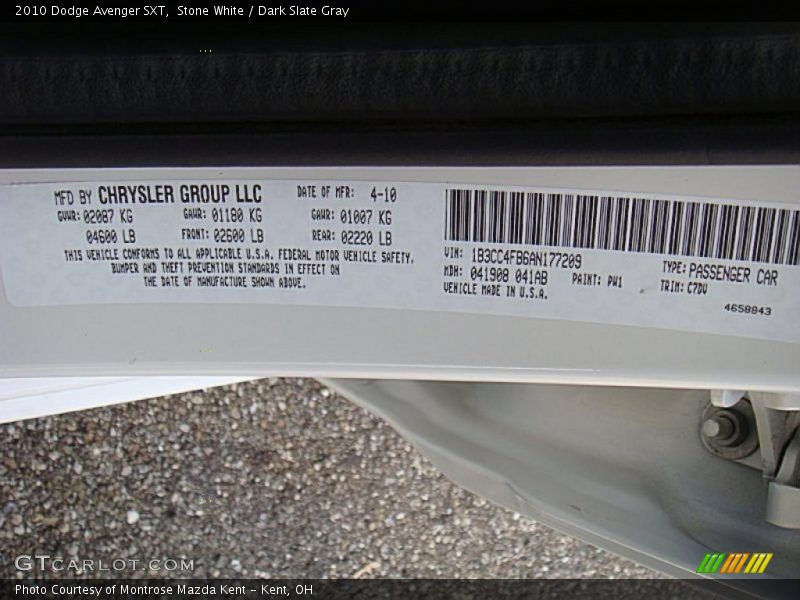 2010 Dodge Avenger SXT, Stone White / Dark Slate Gray
MFD BY CHRYSLER GROUP LLC DATE OF MFR: 4-10
GVWR: 02087 KG GAWR: 01180 KG GAWR: 01007 KG
04600 LB FRONT: 02600 LB REAR: 02220 LB
THIS VEHICLE CONFORMS TO ALL APPLICABLE U.S.A. FEDERAL MOTOR VEHICLE SAFETY,
BUMPER AND THEFT PREVENTION STANDARDS IN EFFECT ON
THE DATE OF MANUFACTURE SHOWN ABOVE.
VIN: 1B3CC4FB6AN177209 TYPE: PASSENGER CAR
MDH: 041908 041AB PAINT: PW1 TRIM: C7DV
VEHICLE MADE IN U.S.A.
4658843
GTCARLOT.COM
Photo Courtesy of Montrose Mazda Kent - Kent, OH